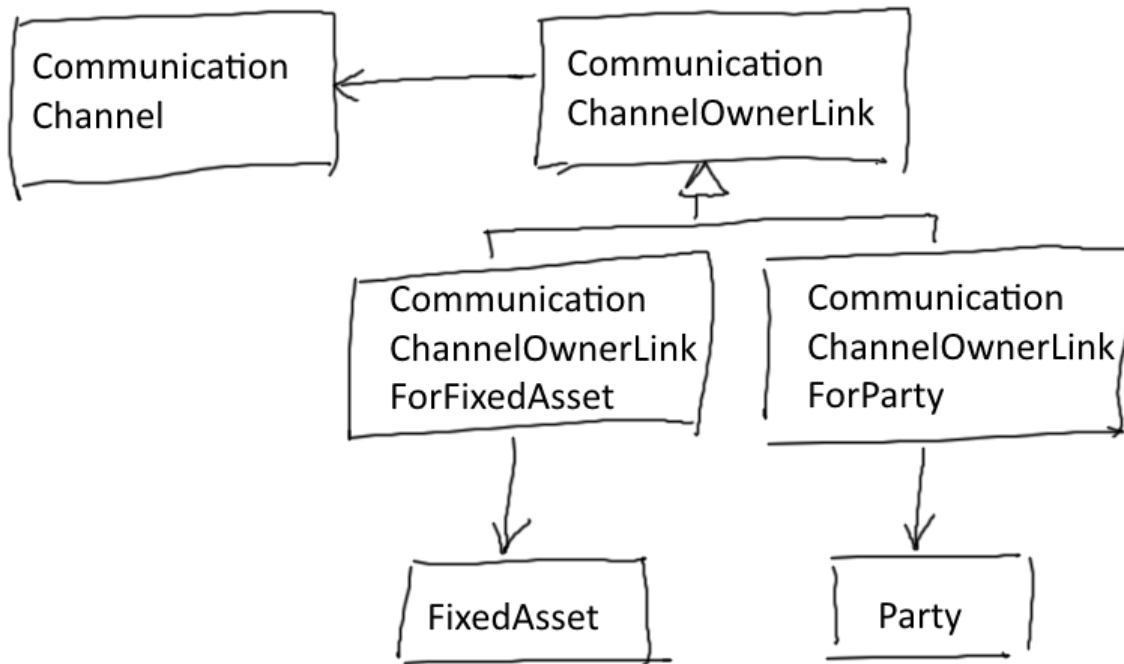 Communication
Channel
Communication
ChannelOwnerLink
Communication
ChannelOwnerLink
ForFixedAsset
Communication
ChannelOwnerLink
ForParty
FixedAsset
Party